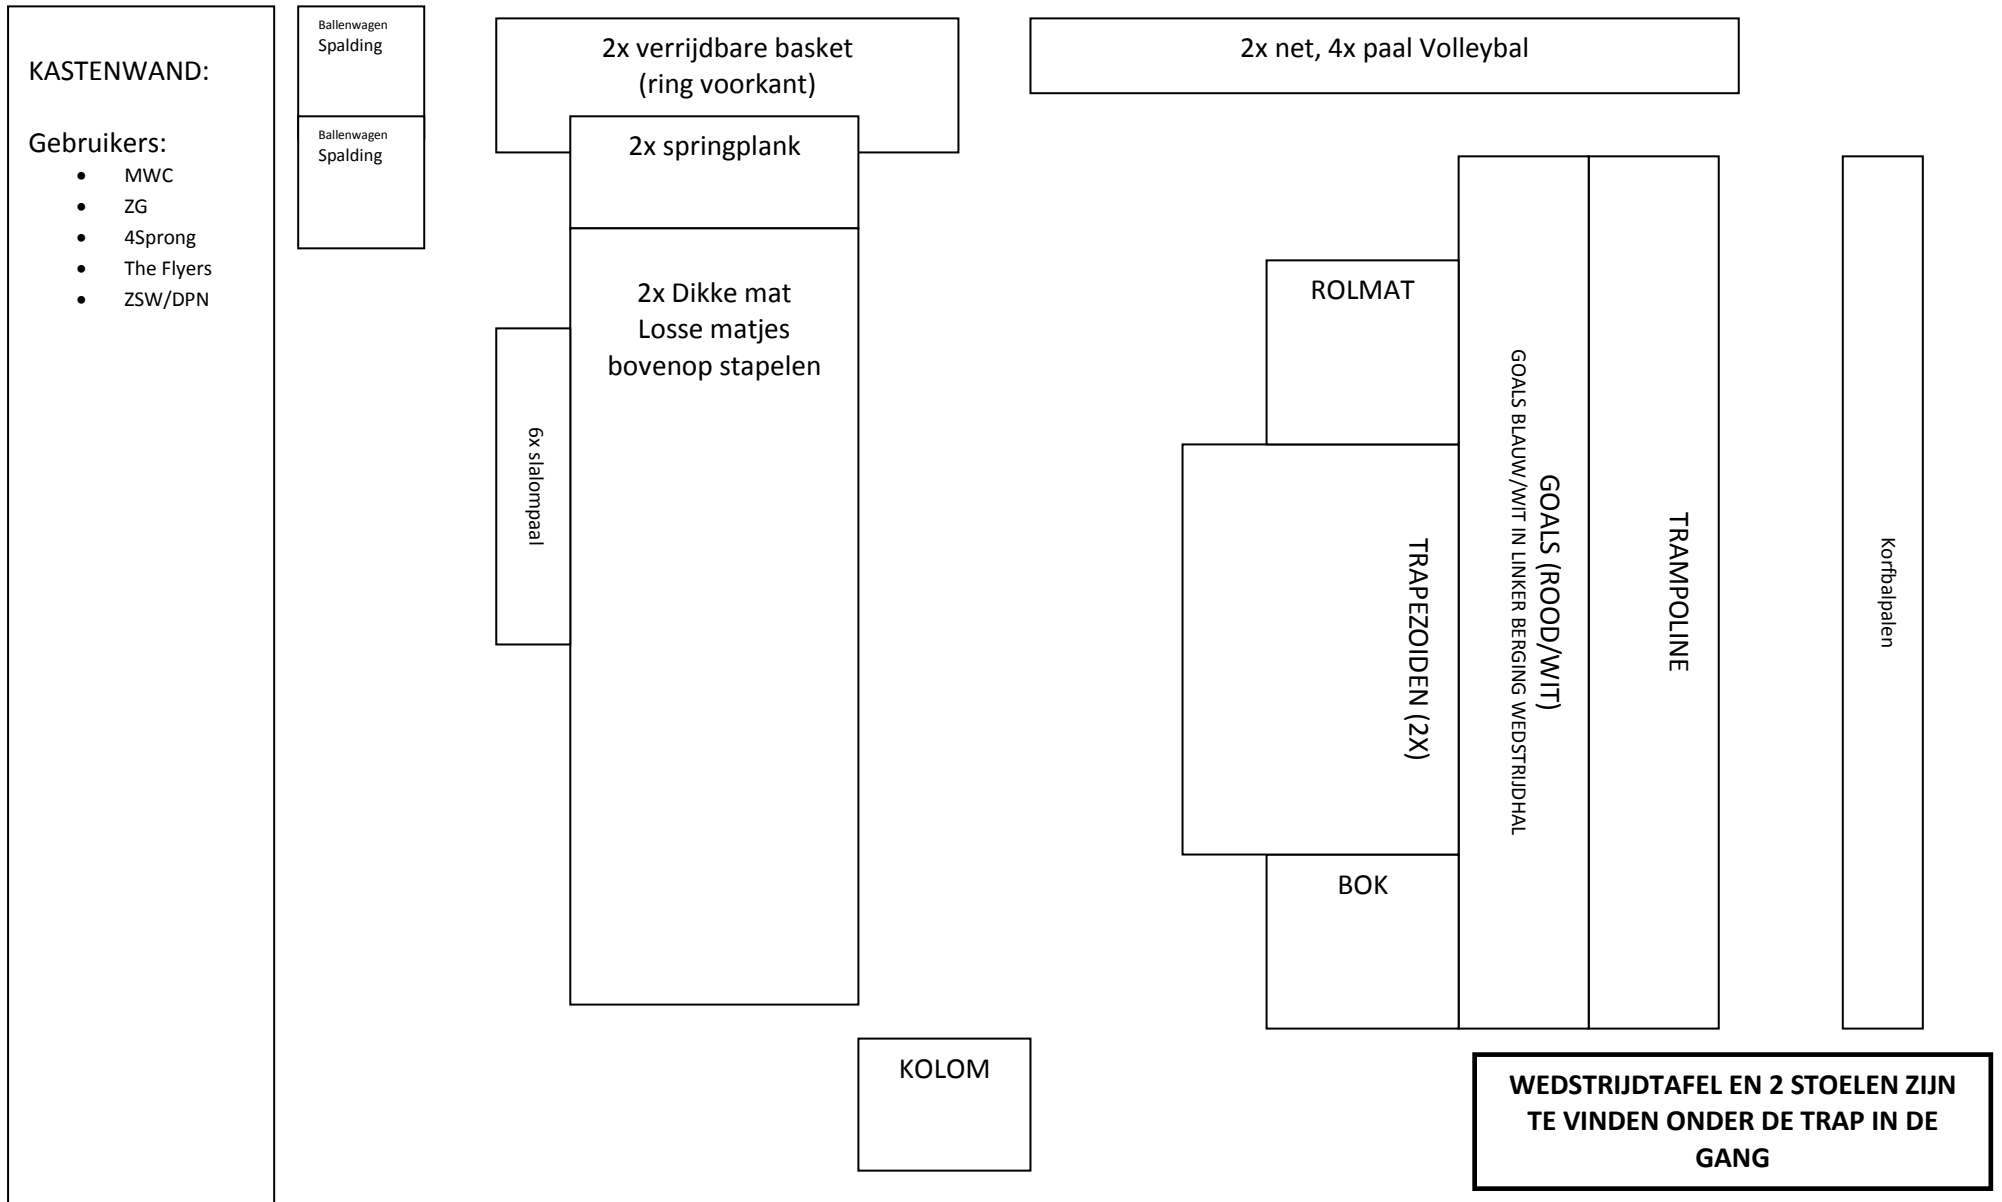 KASTENWAND:
Gebruikers:
• MWC
• ZG
• 4Sprong
• The Flyers
• ZSW/DPN
Ballenwagen
Spalding
Ballenwagen
Spalding
2x verrijdbare basket
(ring voorkant)
2x springplank
2x Dikke mat
Losse matjes
bovenop stapelen
6x slalompaal
KOLOM
2x net, 4x paal Volleybal
ROLMAT
TRAPEZOIDEN (2X)
BOK
GOALS (ROOD/WIT)
GOALS BLAUW/WIT IN LINKER BERGING WEDSTRIJDHAL
TRAMPOLINE
Korfbalpalen
WEDSTRIJDTAFEL EN 2 STOELEN ZIJN
TE VINDEN ONDER DE TRAP IN DE
GANG